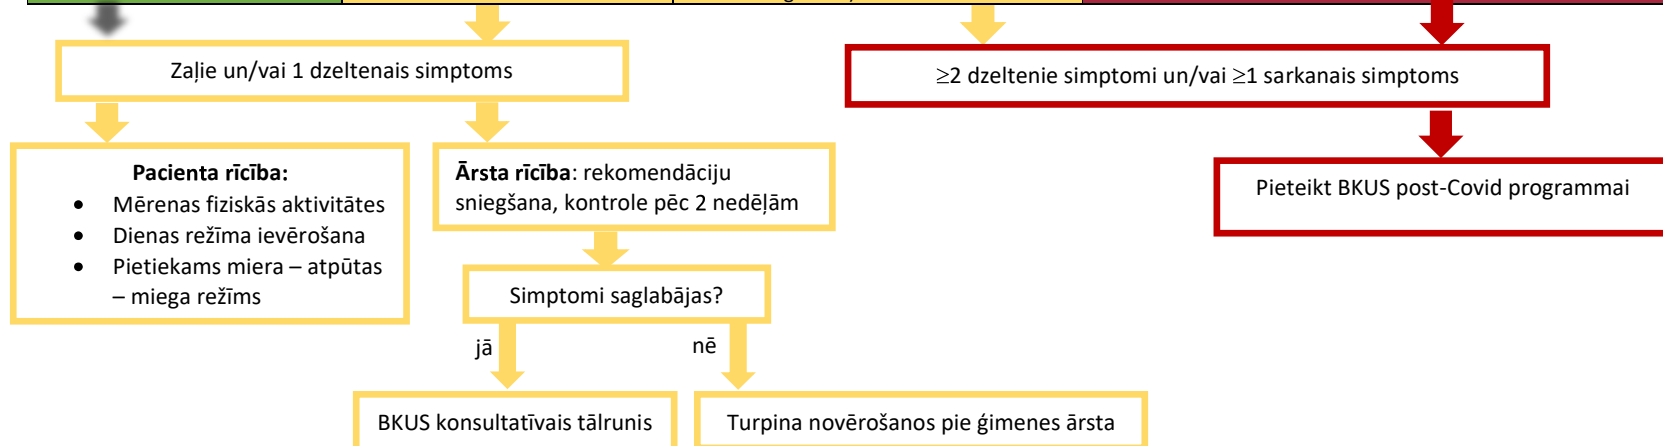 Zaļie un/vai 1 dzeltenais simptoms
≥2 dzeltenie simptomi un/vai ≥1 sarkanais simptoms
Pacienta rīcība:
• Mērenas fiziskās aktivitātes
• Dienas režīma ievērošana
• Pietiekams miera – atpūtas
– miega režīms
Ārsta rīcība: rekomendāciju
sniegšana, kontrole pēc 2 nedēļām
Pieteikt BKUS post-Covid programmai
Simptomi saglabājas?
jā
nē
BKUS konsultatīvais tālrunis
Turpina novērošanos pie ģimenes ārsta